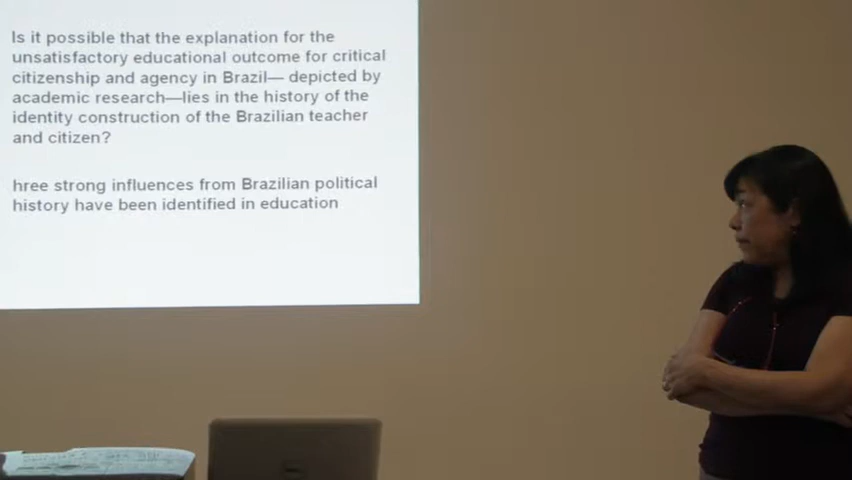 Is it possible that the explanation for the
unsatisfactory educational outcome for critical
citizenship and agency in Brazil— depicted by
academic research—lies in the history of the
identity construction of the Brazilian teacher
and citizen?
hree strong influences from Brazilian political
history have been identified in education